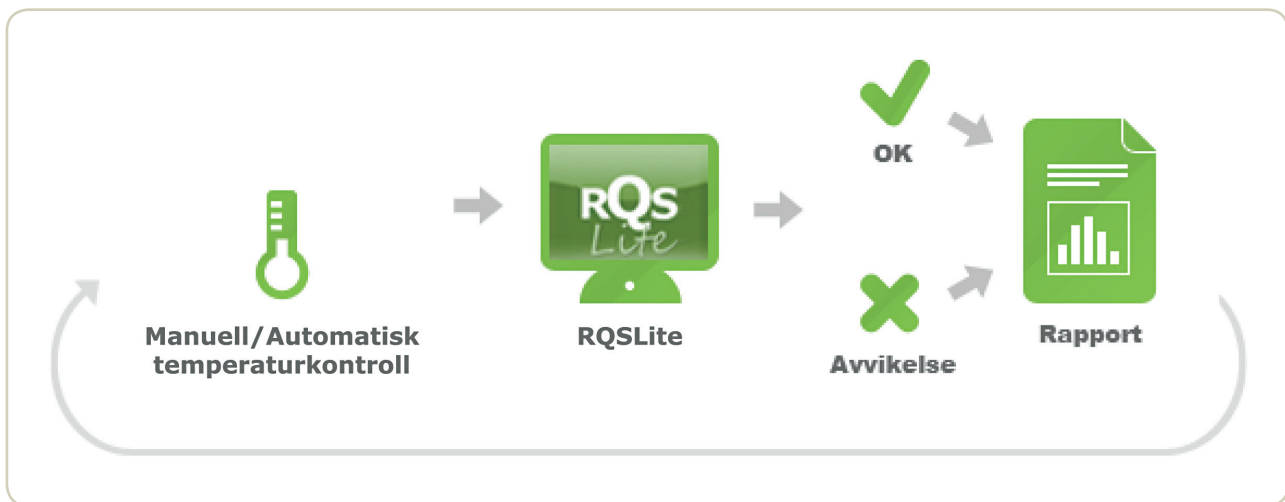 Manuell/Automatisk
temperaturkontroll
RQS
Lite
RQSLite
OK
Avvikelse
Rapport